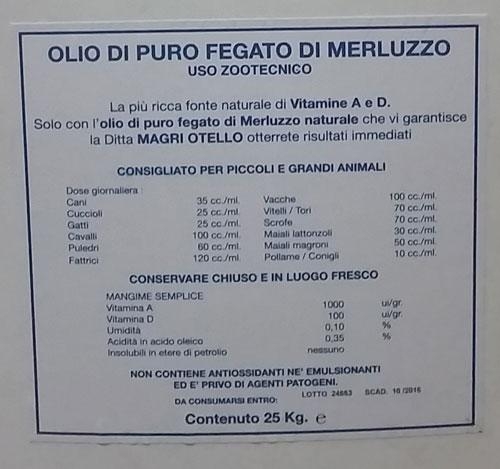 OLIO DI PURO FEGATO DI MERLUZZO
USO ZOOTECNICO
La più ricca fonte naturale di Vitamine A e D.
Solo con l'olio di puro fegato di Merluzzo naturale che vi garantisce
la Ditta MAGRI OTELLO otterrete risultati immediati
CONSIGLIATO PER PICCOLI E GRANDI ANIMALI
Dose giornaliera :
Cani 35 cc./ml. Vacche 100 cc./ml.
Cuccioli 25 cc./ml. Vitelli / Tori 70 cc./ml.
Gatti 25 cc./ml. Scrofe 70 cc./ml.
Cavalli 100 cc./ml. Maiali lattonzoli 30 cc./ml.
Puledri 60 cc./ml. Maiali magroni 50 cc./ml.
Fattrici 120 cc./ml. Pollame / Conigli 10 cc./ml.
CONSERVARE CHIUSO E IN LUOGO FRESCO
MANGIME SEMPLICE
Vitamina A 1000 ui/gr.
Vitamina D 100 ui/gr.
Umidità 0,10 %
Acidità in acido oleico 0,35 %
Insolubili in etere di petrolio nessuno
NON CONTIENE ANTIOSSIDANTI NE' EMULSIONANTI
ED E' PRIVO DI AGENTI PATOGENI.
DA CONSUMARSI ENTRO: LOTTO 24663 SCAD. 10 /2016
Contenuto 25 Kg. e